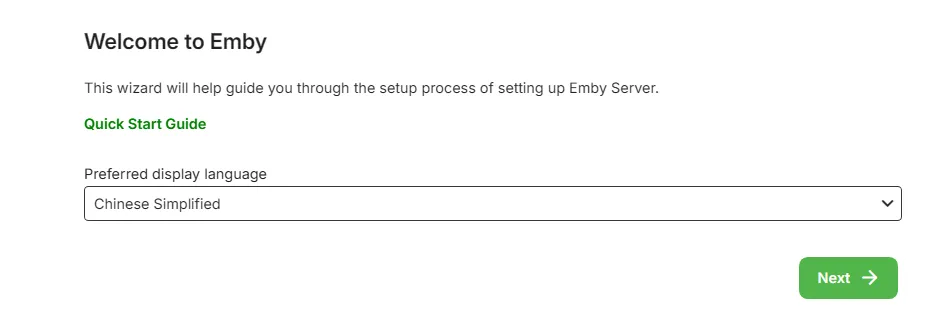 Welcome to Emby
This wizard will help guide you through the setup process of setting up Emby Server.
Quick Start Guide
Preferred display language
Chinese Simplified
Next